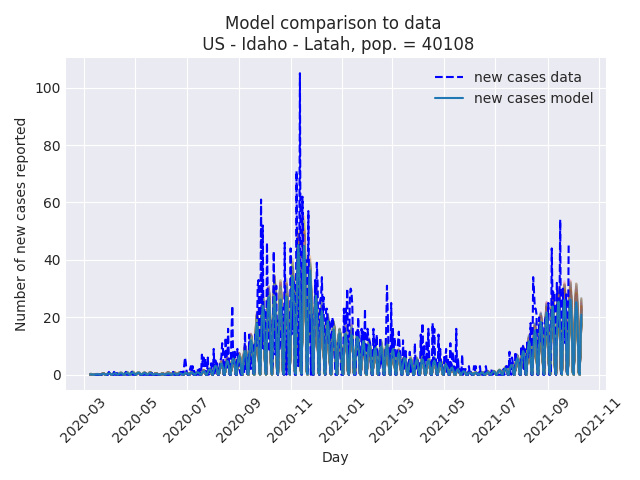 Model comparison to data
US - Idaho - Latah, pop. = 40108
new cases data
new cases model
Number of new cases reported
100
80
60
40
20
0
2020-03
2020-05
2020-07
2020-09
2020-11
2021-01
2021-03
2021-05
2021-07
2021-09
2021-11
Day